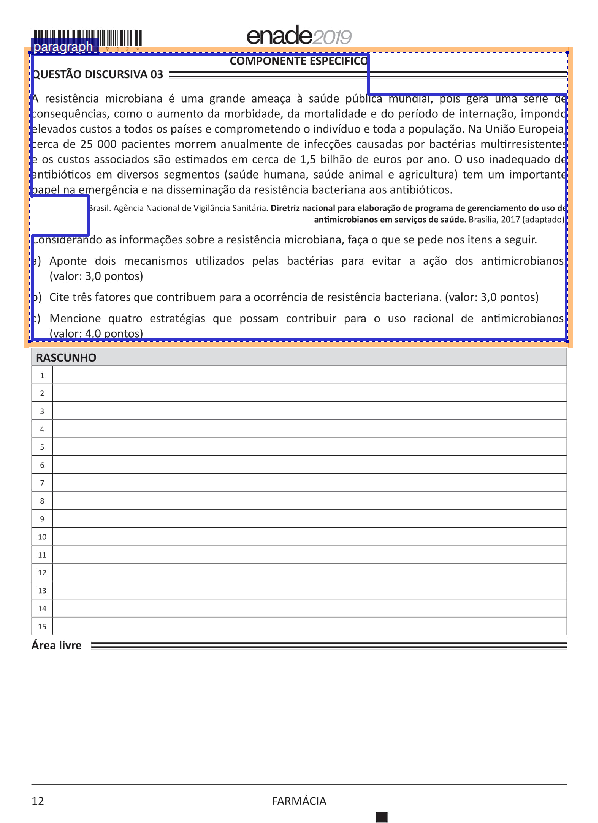 enade2019
paragraph
COMPONENTE ESPECÍFICO
QUESTÃO DISCURSIVA 03
A resistência microbiana é uma grande ameaça à saúde pública mundial, pois gera uma série de
consequências, como o aumento da morbidade, da mortalidade e do período de internação, impondo
elevados custos a todos os países e comprometendo o indivíduo e toda a população. Na União Europeia,
cerca de 25 000 pacientes morrem anualmente de infecções causadas por bactérias multirresistentes
e os custos associados são estimados em cerca de 1,5 bilhão de euros por ano. O uso inadequado de
antibióticos em diversos segmentos (saúde humana, saúde animal e agricultura) tem um importante
papel na emergência e na disseminação da resistência bacteriana aos antibióticos.
Brasil. Agência Nacional de Vigilância Sanitária. Diretriz nacional para elaboração de programa de gerenciamento do uso de
antimicrobianos em serviços de saúde. Brasília, 2017 (adaptado).
Considerando as informações sobre a resistência microbiana, faça o que se pede nos itens a seguir.
a) Aponte dois mecanismos utilizados pelas bactérias para evitar a ação dos antimicrobianos.
(valor: 3,0 pontos)
b) Cite três fatores que contribuem para a ocorrência de resistência bacteriana. (valor: 3,0 pontos)
c) Mencione quatro estratégias que possam contribuir para o uso racional de antimicrobianos.
(valor: 4,0 pontos)
RASCUNHO
1
2
3
4
5
6
7
8
9
10
11
12
13
14
15
Área livre
12 FARMÁCIA